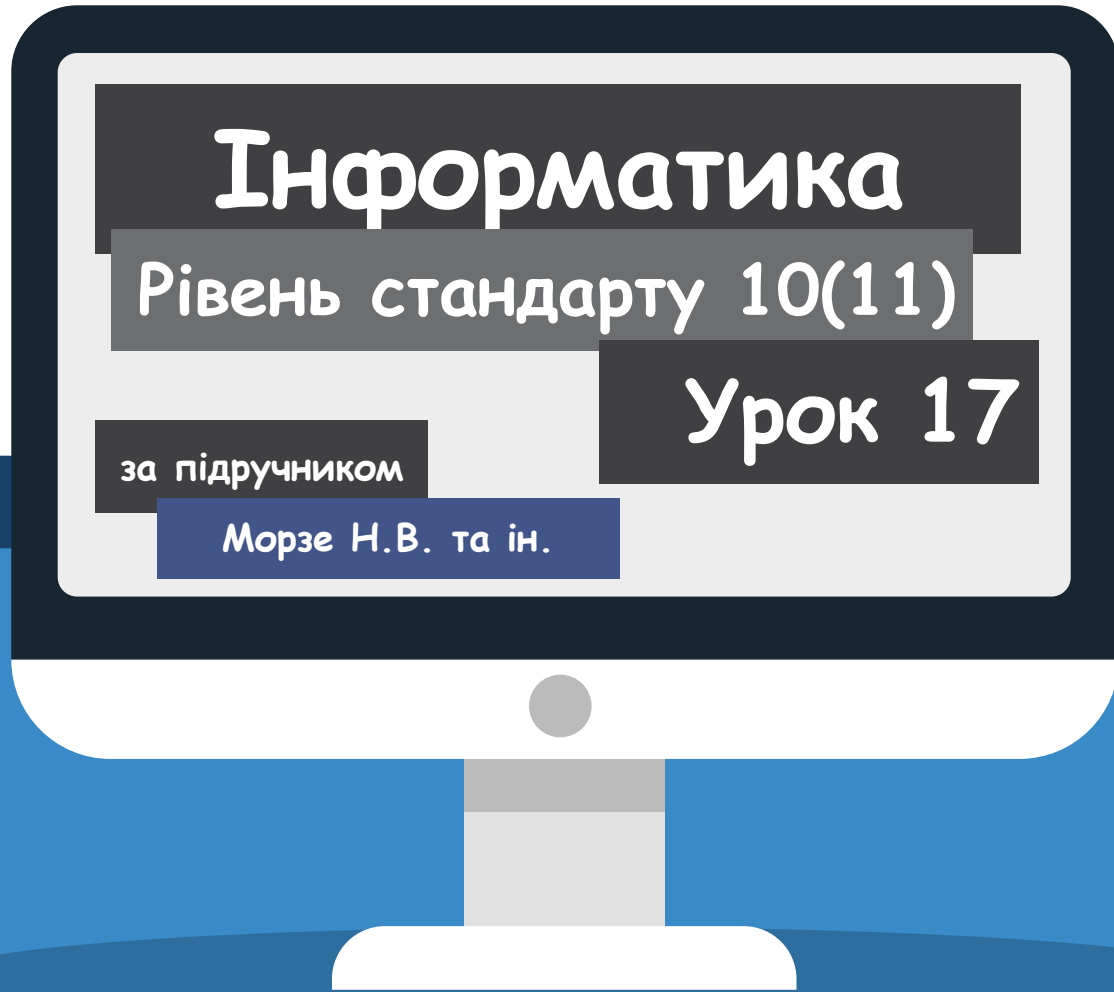 Інформатика
Рівень стандарту 10(11)
Урок 17
за підручником
Морзе Н.В. та ін.